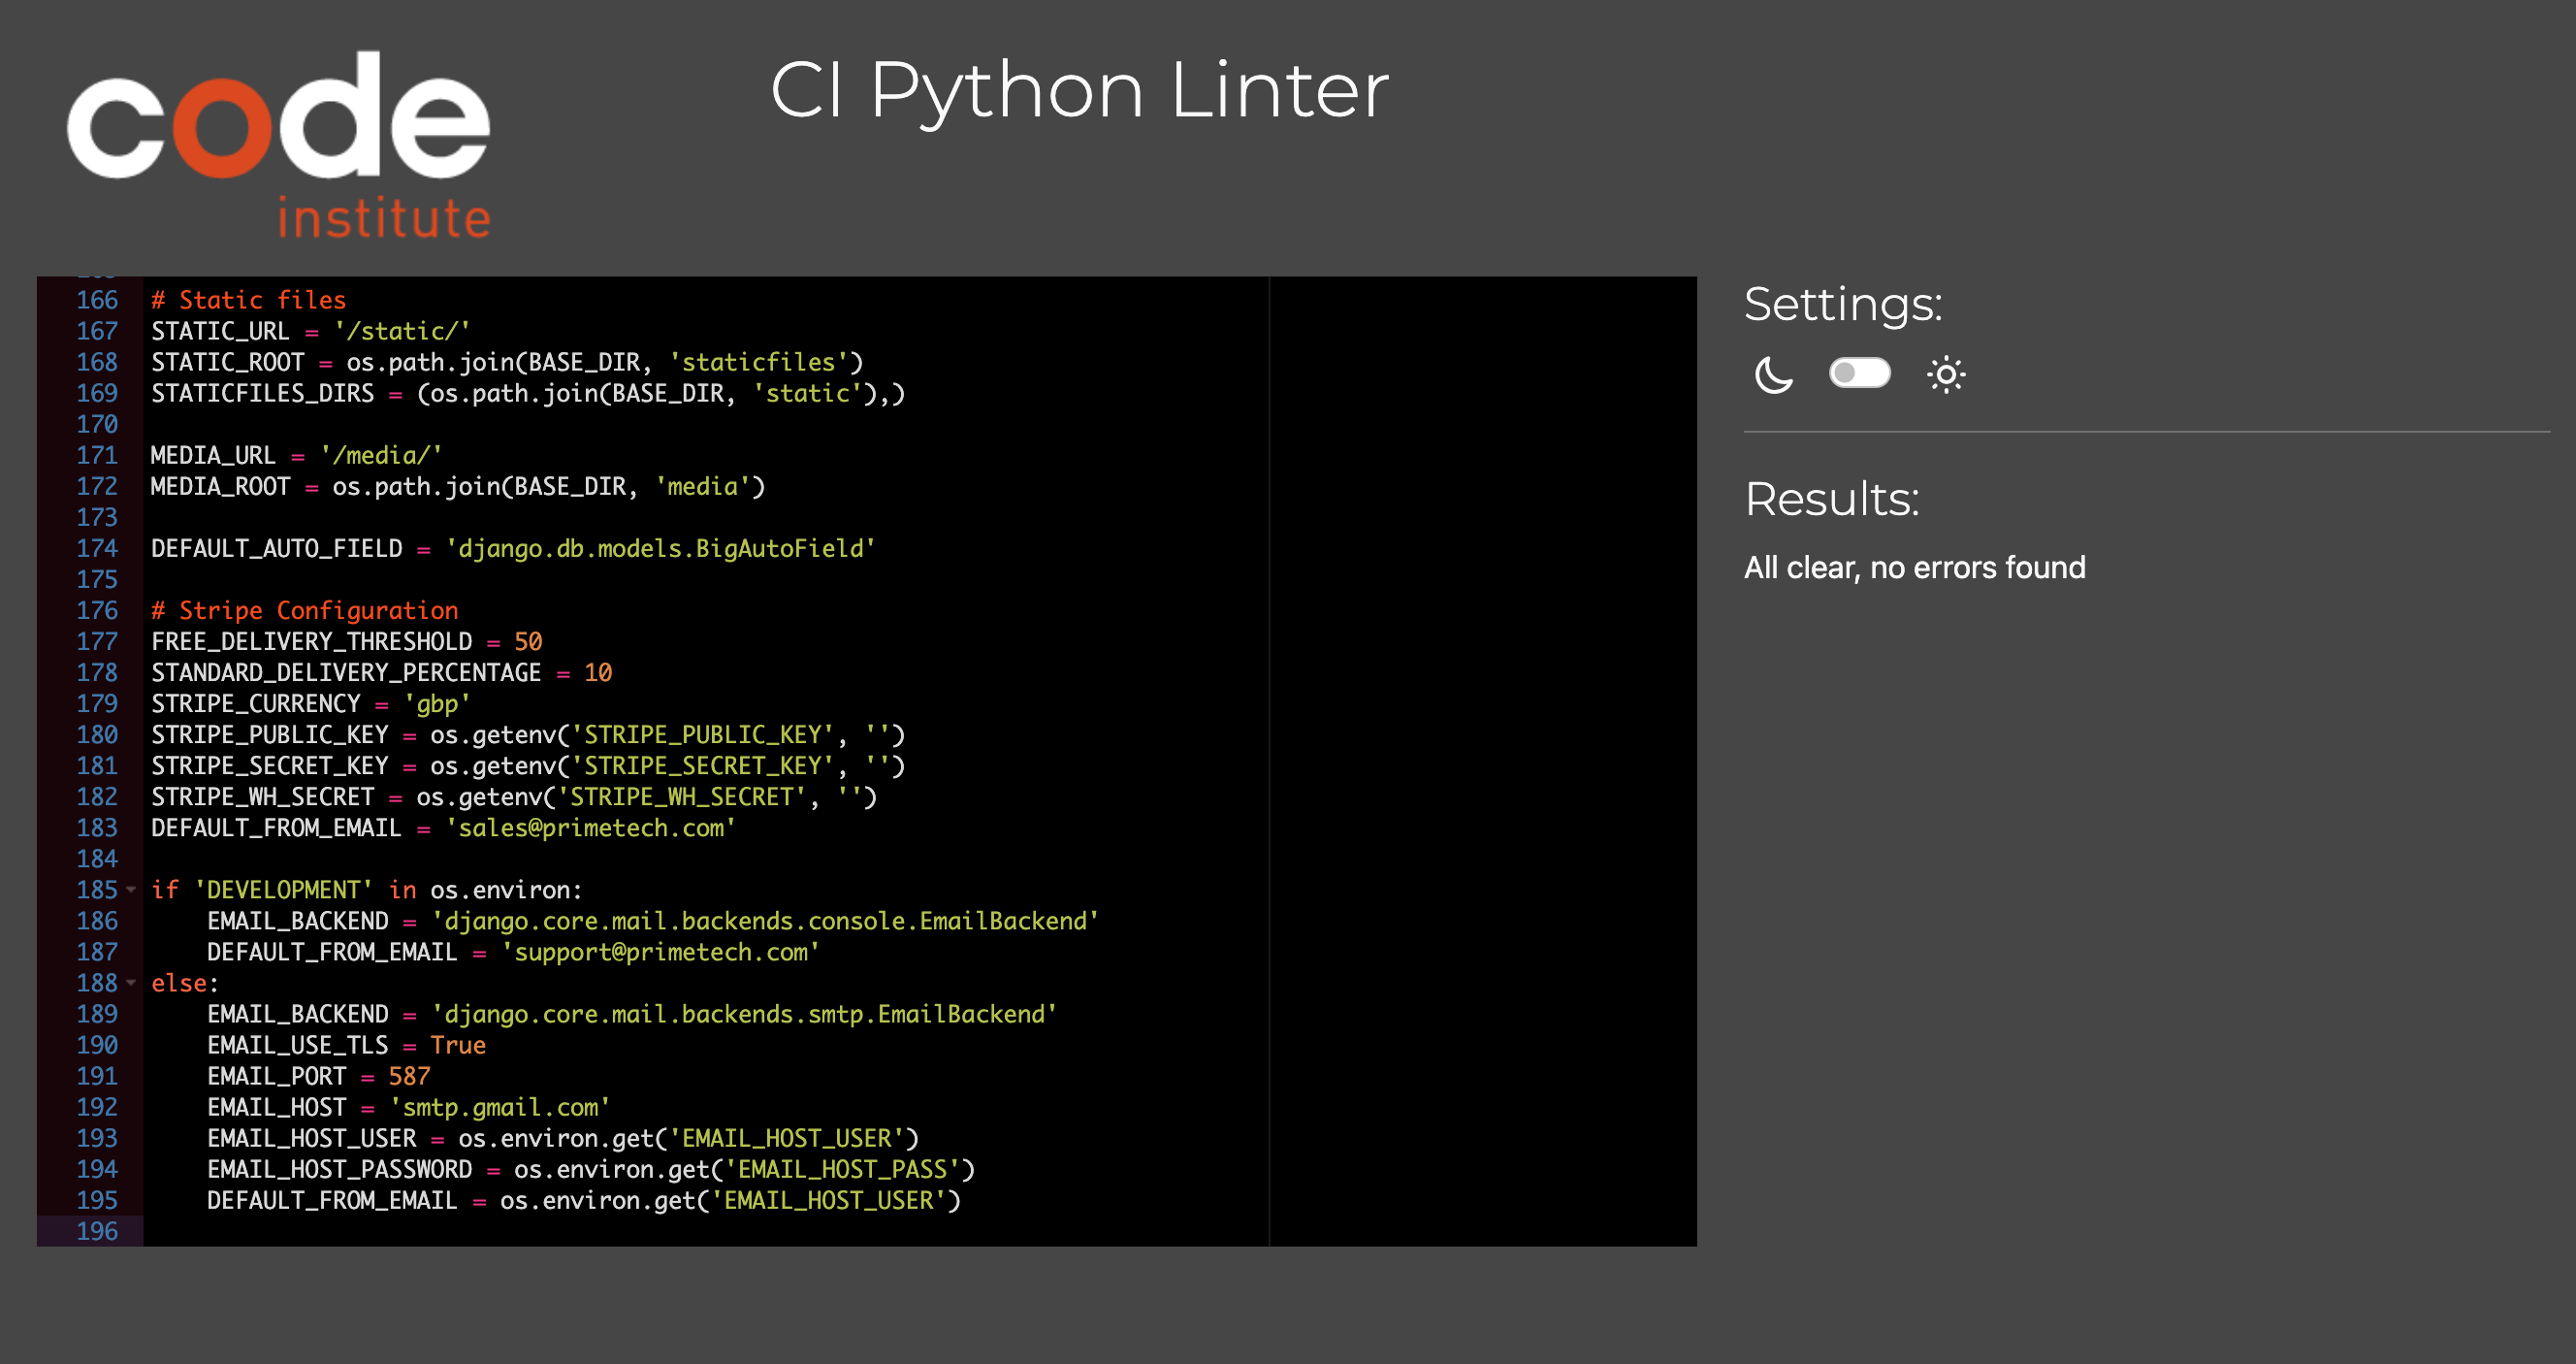 code
institute
CI Python Linter
166 # Static files
167 STATIC_URL = '/static/'
168 STATIC_ROOT = os.path.join(BASE_DIR, 'staticfiles')
169 STATICFILES_DIRS = (os.path.join(BASE_DIR, 'static'),)
170
171 MEDIA_URL = '/media/'
172 MEDIA_ROOT = os.path.join(BASE_DIR, 'media')
173
174 DEFAULT_AUTO_FIELD = 'django.db.models.BigAutoField'
175
176 # Stripe Configuration
177 FREE_DELIVERY_THRESHOLD = 50
178 STANDARD_DELIVERY_PERCENTAGE = 10
179 STRIPE_CURRENCY = 'gbp'
180 STRIPE_PUBLIC_KEY = os.getenv('STRIPE_PUBLIC_KEY', '')
181 STRIPE_SECRET_KEY = os.getenv('STRIPE_SECRET_KEY', '')
182 STRIPE_WH_SECRET = os.getenv('STRIPE_WH_SECRET', '')
183 DEFAULT_FROM_EMAIL = 'sales@primetech.com'
184
185 if 'DEVELOPMENT' in os.environ:
186     EMAIL_BACKEND = 'django.core.mail.backends.console.EmailBackend'
187     DEFAULT_FROM_EMAIL = 'support@primetech.com'
188 else:
189     EMAIL_BACKEND = 'django.core.mail.backends.smtp.EmailBackend'
190     EMAIL_USE_TLS = True
191     EMAIL_PORT = 587
192     EMAIL_HOST = 'smtp.gmail.com'
193     EMAIL_HOST_USER = os.environ.get('EMAIL_HOST_USER')
194     EMAIL_HOST_PASSWORD = os.environ.get('EMAIL_HOST_PASS')
195     DEFAULT_FROM_EMAIL = os.environ.get('EMAIL_HOST_USER')
196
Settings:
Results:
All clear, no errors found